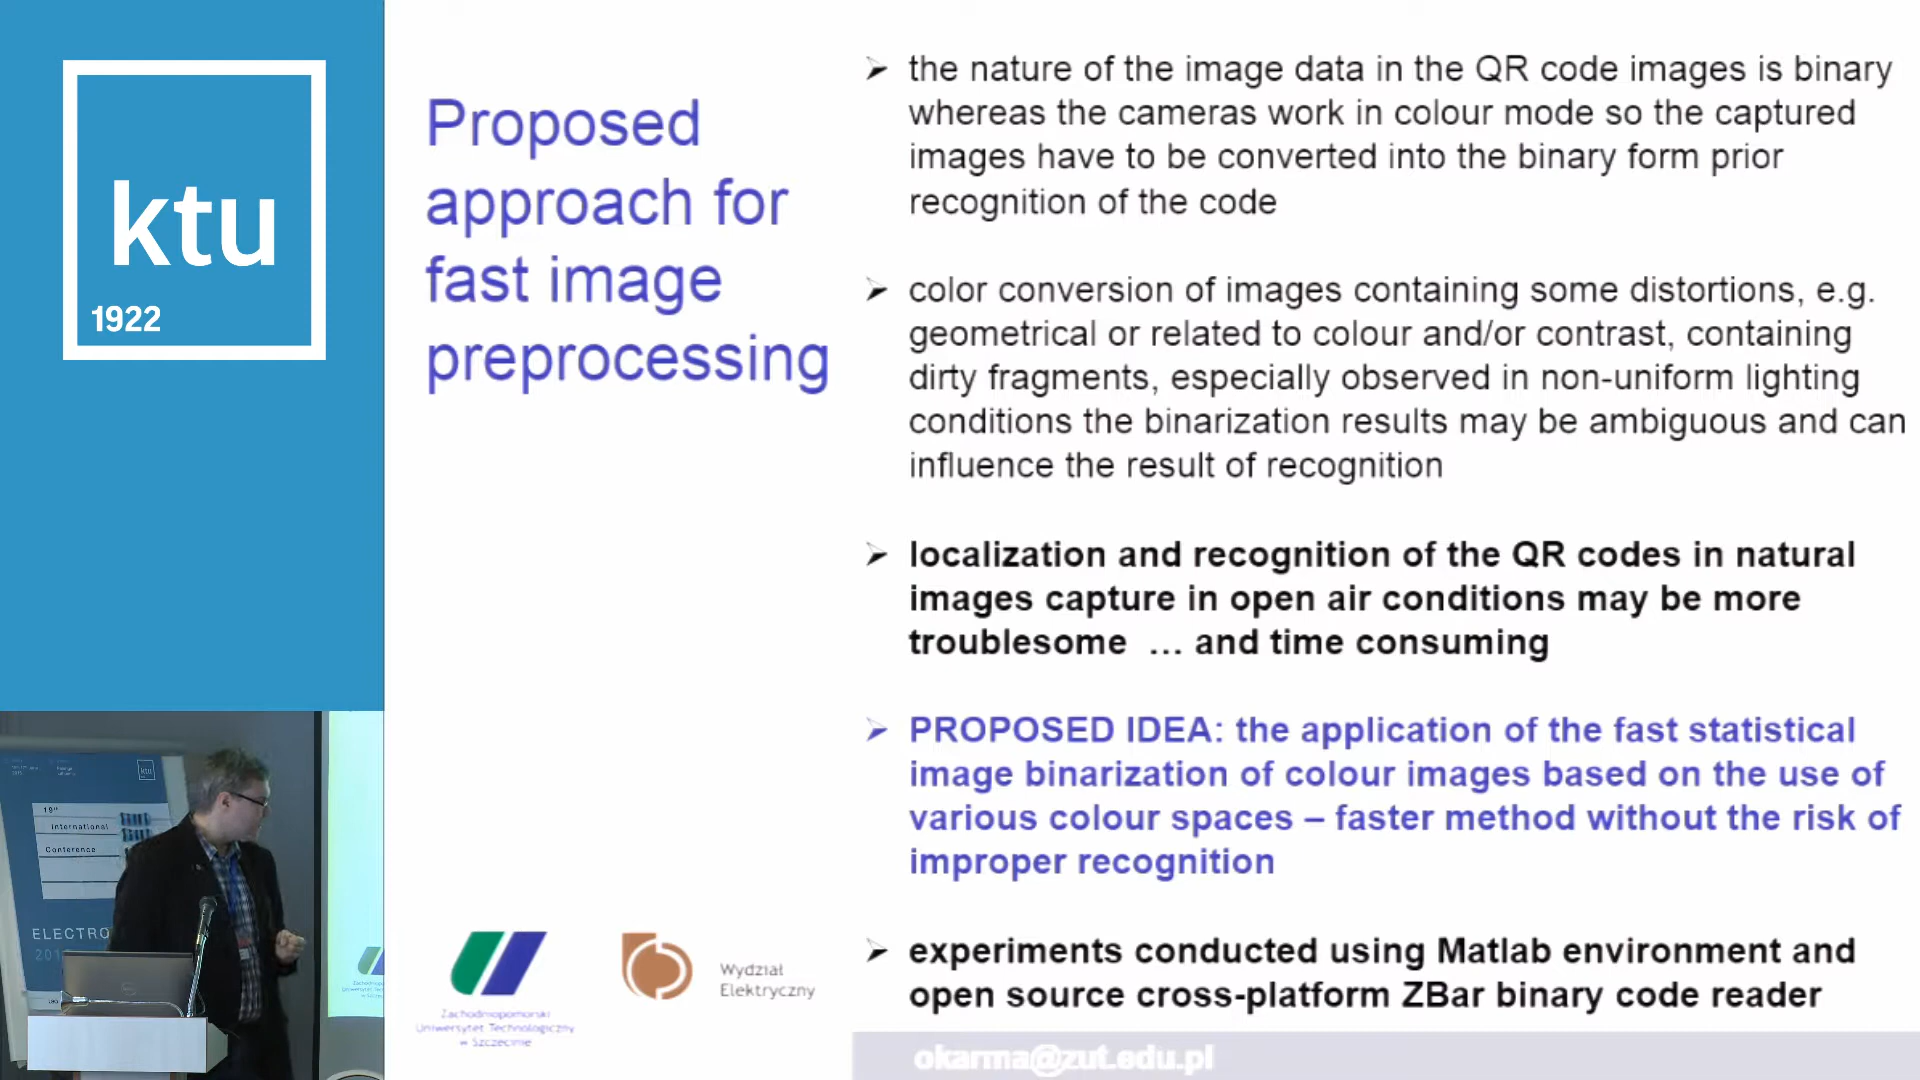 ktu
1922
Proposed
approach for
fast image
preprocessing
the nature of the image data in the QR code images is binary
whereas the cameras work in colour mode so the captured
images have to be converted into the binary form prior
recognition of the code
color conversion of images containing some distortions, e.g.
geometrical or related to colour and/or contrast, containing
dirty fragments, especially observed in non-uniform lighting
conditions the binarization results may be ambiguous and can
influence the result of recognition
localization and recognition of the QR codes in natural
images capture in open air conditions may be more
troublesome ... and time consuming
PROPOSED IDEA: the application of the fast statistical
image binarization of colour images based on the use of
various colour spaces – faster method without the risk of
improper recognition
experiments conducted using Matlab environment and
open source cross-platform ZBar binary code reader
Zachodniopomorski
Uniwersytet Technologiczny
w Szczecinie
Wydział
Elektryczny
okarma@zut.edu.pl
ktu
19th
International
Conference
ELECTRO